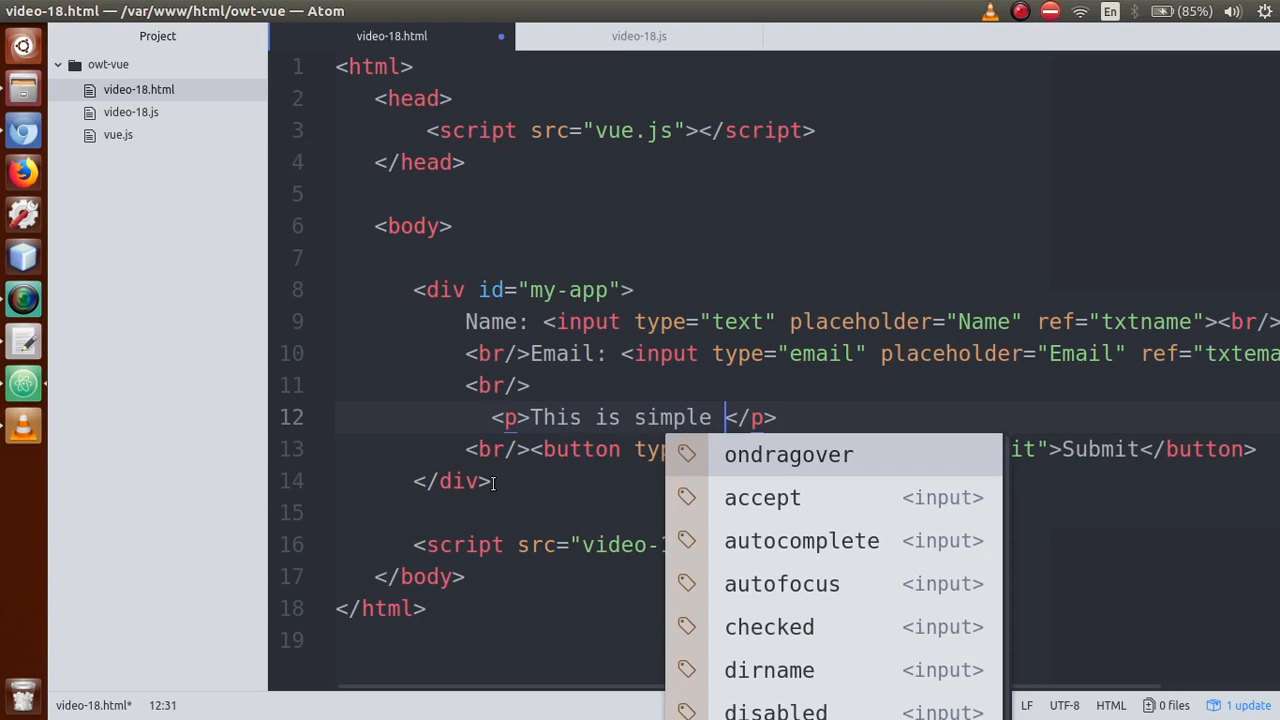 video-18.html — /var/www/html/owt-vue — Atom
En
(85%)
Project
owt-vue
video-18.html
video-18.js
vue.js
video-18.html
video-18.js
1 <html>
2 <head>
3 <script src="vue.js"></script>
4 </head>
5
6 <body>
7
8 <div id="my-app">
9 Name: <input type="text" placeholder="Name" ref="txtname"><br/>
10 <br/>Email: <input type="email" placeholder="Email" ref="txtema
11 <br/>
12 <p>This is simple </p>
13 <br/><button typ it">Submit</button>
14 </div>
15
16 <script src="video-1
17 </body>
18 </html>
19
ondragover
accept <input>
autocomplete <input>
autofocus <input>
checked <input>
dirname <input>
disabled <input>
video-18.html* 12:31
LF UTF-8 HTML 0 files 1 update